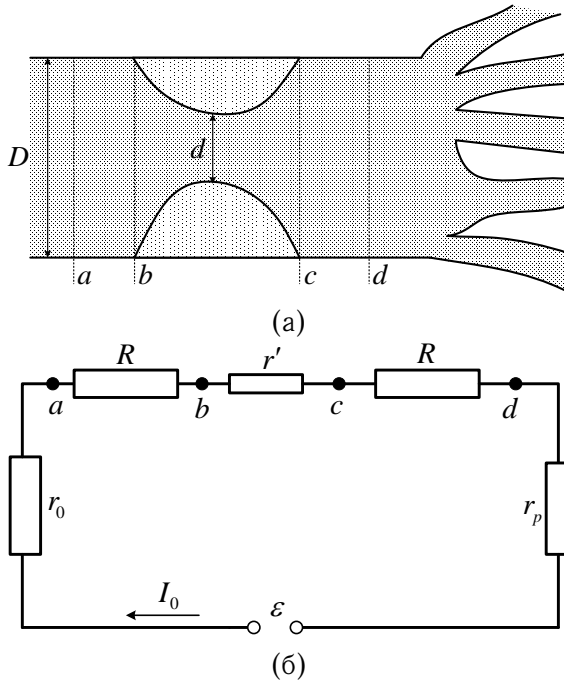 D
d
a b c d
(а)
R r' R
a b c d
r₀ rₚ
I₀ ε
(б)